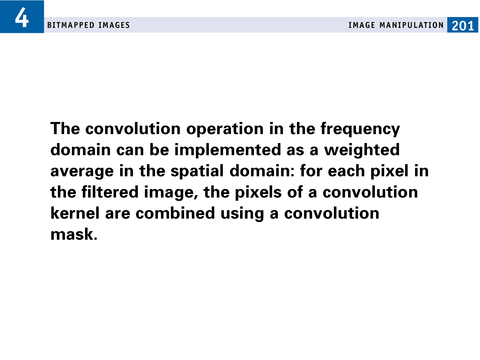 4
BITMAPPED IMAGES
IMAGE MANIPULATION 201
The convolution operation in the frequency
domain can be implemented as a weighted
average in the spatial domain: for each pixel in
the filtered image, the pixels of a convolution
kernel are combined using a convolution
mask.